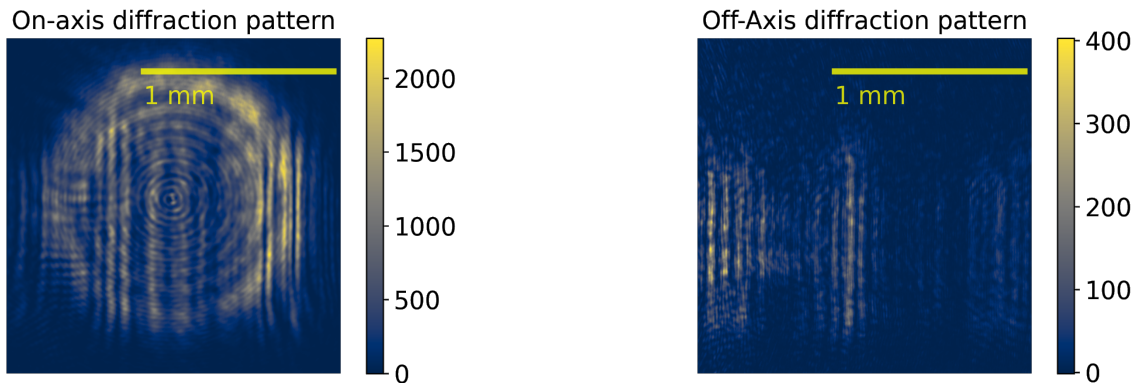 On-axis diffraction pattern
1 mm
2000
1500
1000
500
0
Off-Axis diffraction pattern
1 mm
400
300
200
100
0